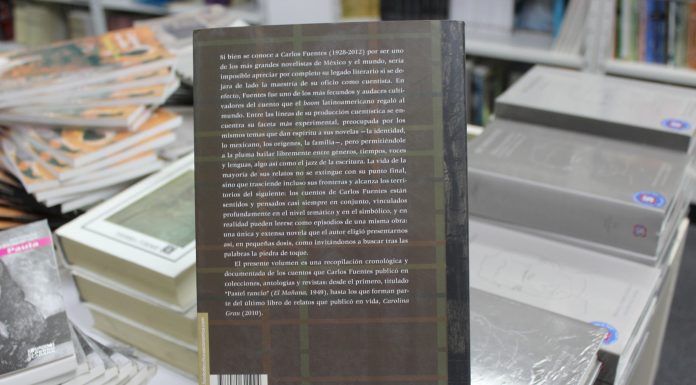 Si bien se conoce a Carlos Fuentes (1928-2012) por ser uno
de los más grandes novelistas de México y el mundo, sería
imposible apreciar por completo su legado literario si se de-
jara de lado la maestría de su oficio como cuentista. En
efecto, Fuentes fue uno de los más fecundos y audaces culti-
vadores del cuento que el boom latinoamericano regaló al
mundo. Entre las líneas de su producción cuentística se en-
cuentra su faceta más experimental, preocupada por los
mismos temas que dan espíritu a sus novelas —la identidad,
lo mexicano, los orígenes, la familia—, pero permitiéndole
a la pluma bailar libremente entre géneros, tiempos, voces
y lenguas, algo así como el jazz de la escritura. La vida de la
mayoría de sus relatos no se extingue con su punto final,
sino que trasciende incluso sus fronteras y alcanza los terri-
torios del siguiente: los cuentos de Carlos Fuentes están
sentidos y pensados casi siempre en conjunto, vinculados
profundamente en el nivel temático y en el simbólico, y en
realidad pueden leerse como episodios de una misma obra:
una única y extensa novela que el autor eligió presentarnos
así, en pequeñas dosis, como invitándonos a buscar tras las
palabras la piedra de toque.
El presente volumen es una recopilación cronológica y
documentada de los cuentos que Carlos Fuentes publicó en
colecciones, antologías y revistas: desde el primero, titulado
"Pastel rancio" (El Mañana, 1949), hasta los que forman
parte del último libro de relatos que publicó en vida, Carolina
Grau (2010).
Paula